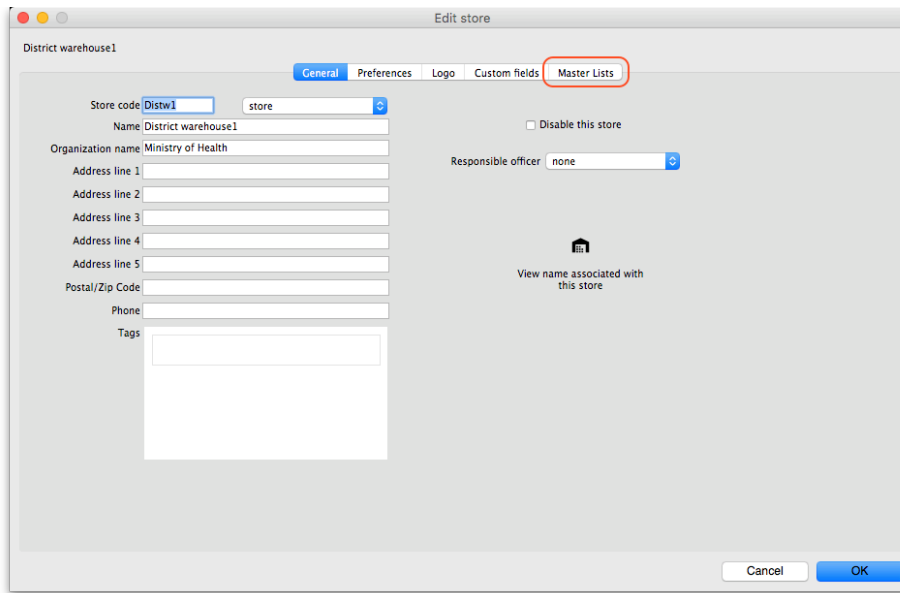 Edit store
District warehouse1
General Preferences Logo Custom fields Master Lists
Store code Distw1 store
Name District warehouse1
Disable this store
Organization name Ministry of Health
Responsible officer none
Address line 1
Address line 2
Address line 3
Address line 4
Address line 5
View name associated with
this store
Postal/Zip Code
Phone
Tags
Cancel OK